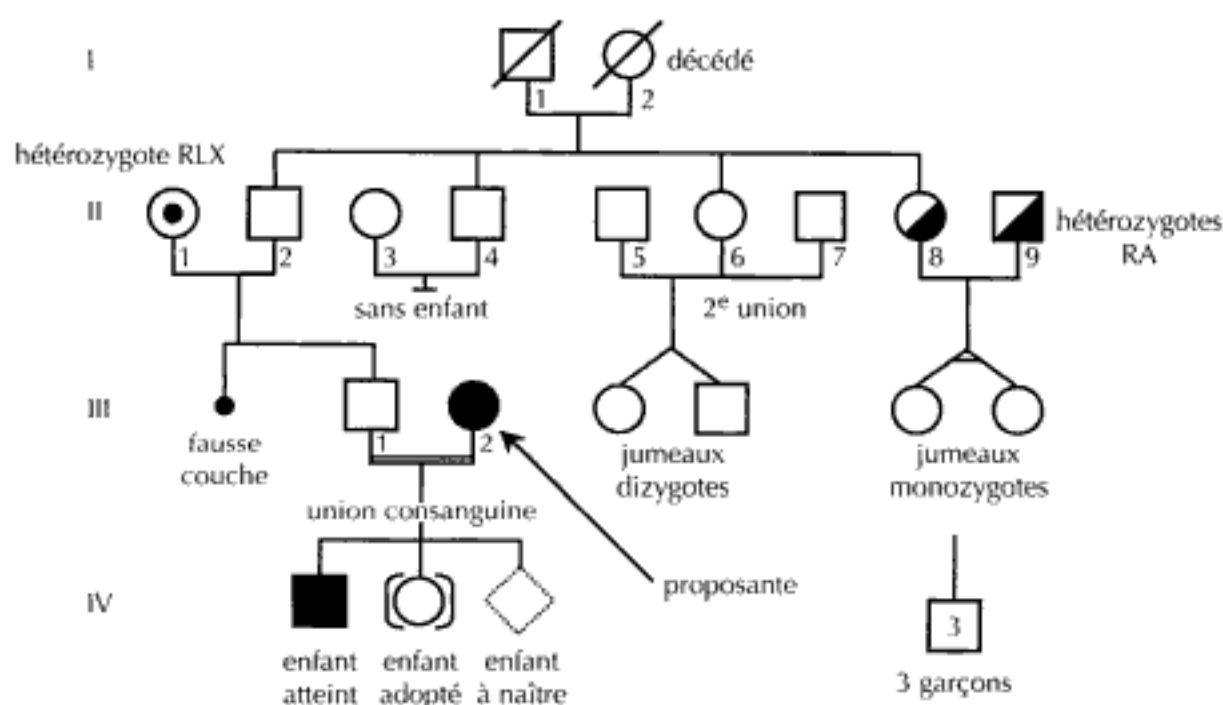 I
1
2
décédé
hétérozygote RLX
II
1
2
3
4
5
6
7
8
9
hétérozygotes
RA
sans enfant
2e union
III
fausse
couche
1
2
jumeaux
dizygotes
jumeaux
monozygotes
union consanguine
proposante
IV
3
enfant
atteint
enfant
adopté
enfant
à naître
3 garçons